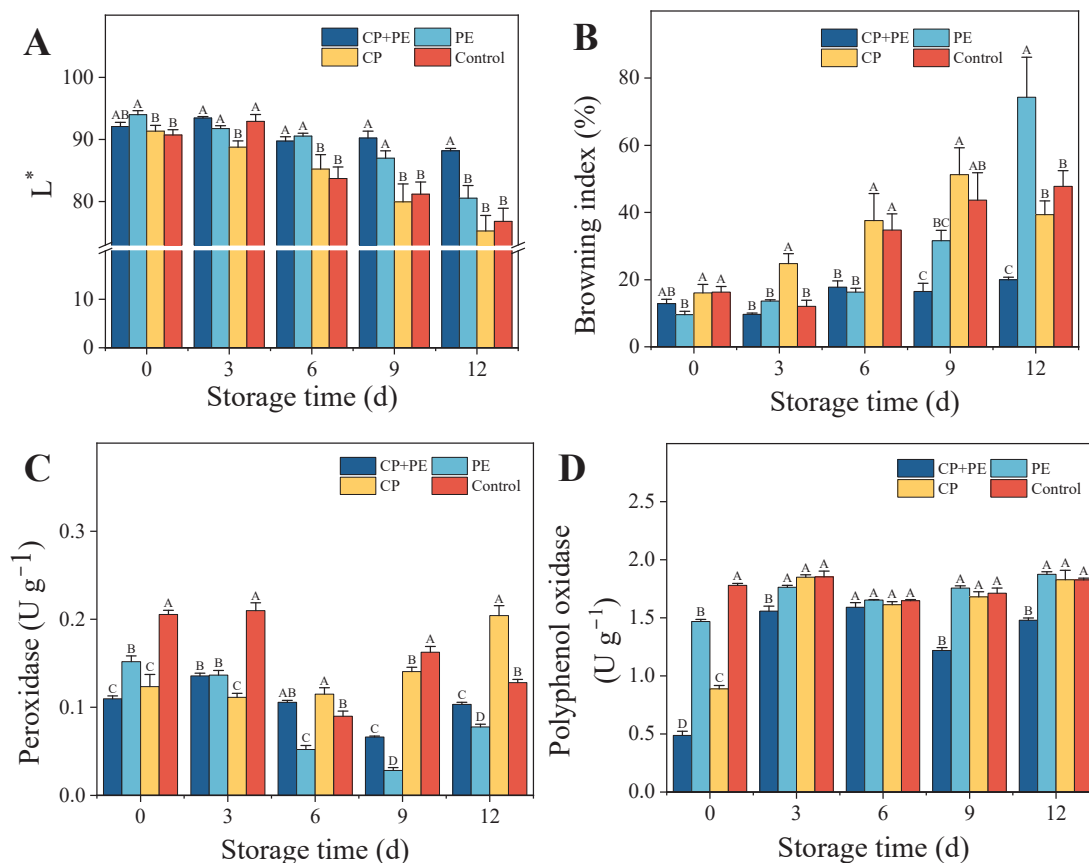 A
CP+PE PE
CP Control
100
90
80
10
0
L*
AB A B B
A A B A
A A B B
A A B B
A B B B
0 3 6 9 12
Storage time (d)
B
CP+PE PE
CP Control
80
60
40
20
0
Browning index (%)
AB B A A
B B A B
B B A A
C BC A AB
C A B B
0 3 6 9 12
Storage time (d)
C
CP+PE PE
CP Control
0.3
0.2
0.1
0.0
Peroxidase (U g⁻¹)
C B C A
B B C A
AB C A B
C D B A
C D A B
0 3 6 9 12
Storage time (d)
D
CP+PE PE
CP Control
2.5
2.0
1.5
1.0
0.5
0.0
Polyphenol oxidase
(U g⁻¹)
D B C A
B A A A
A A A A
B A A A
B A A A
0 3 6 9 12
Storage time (d)